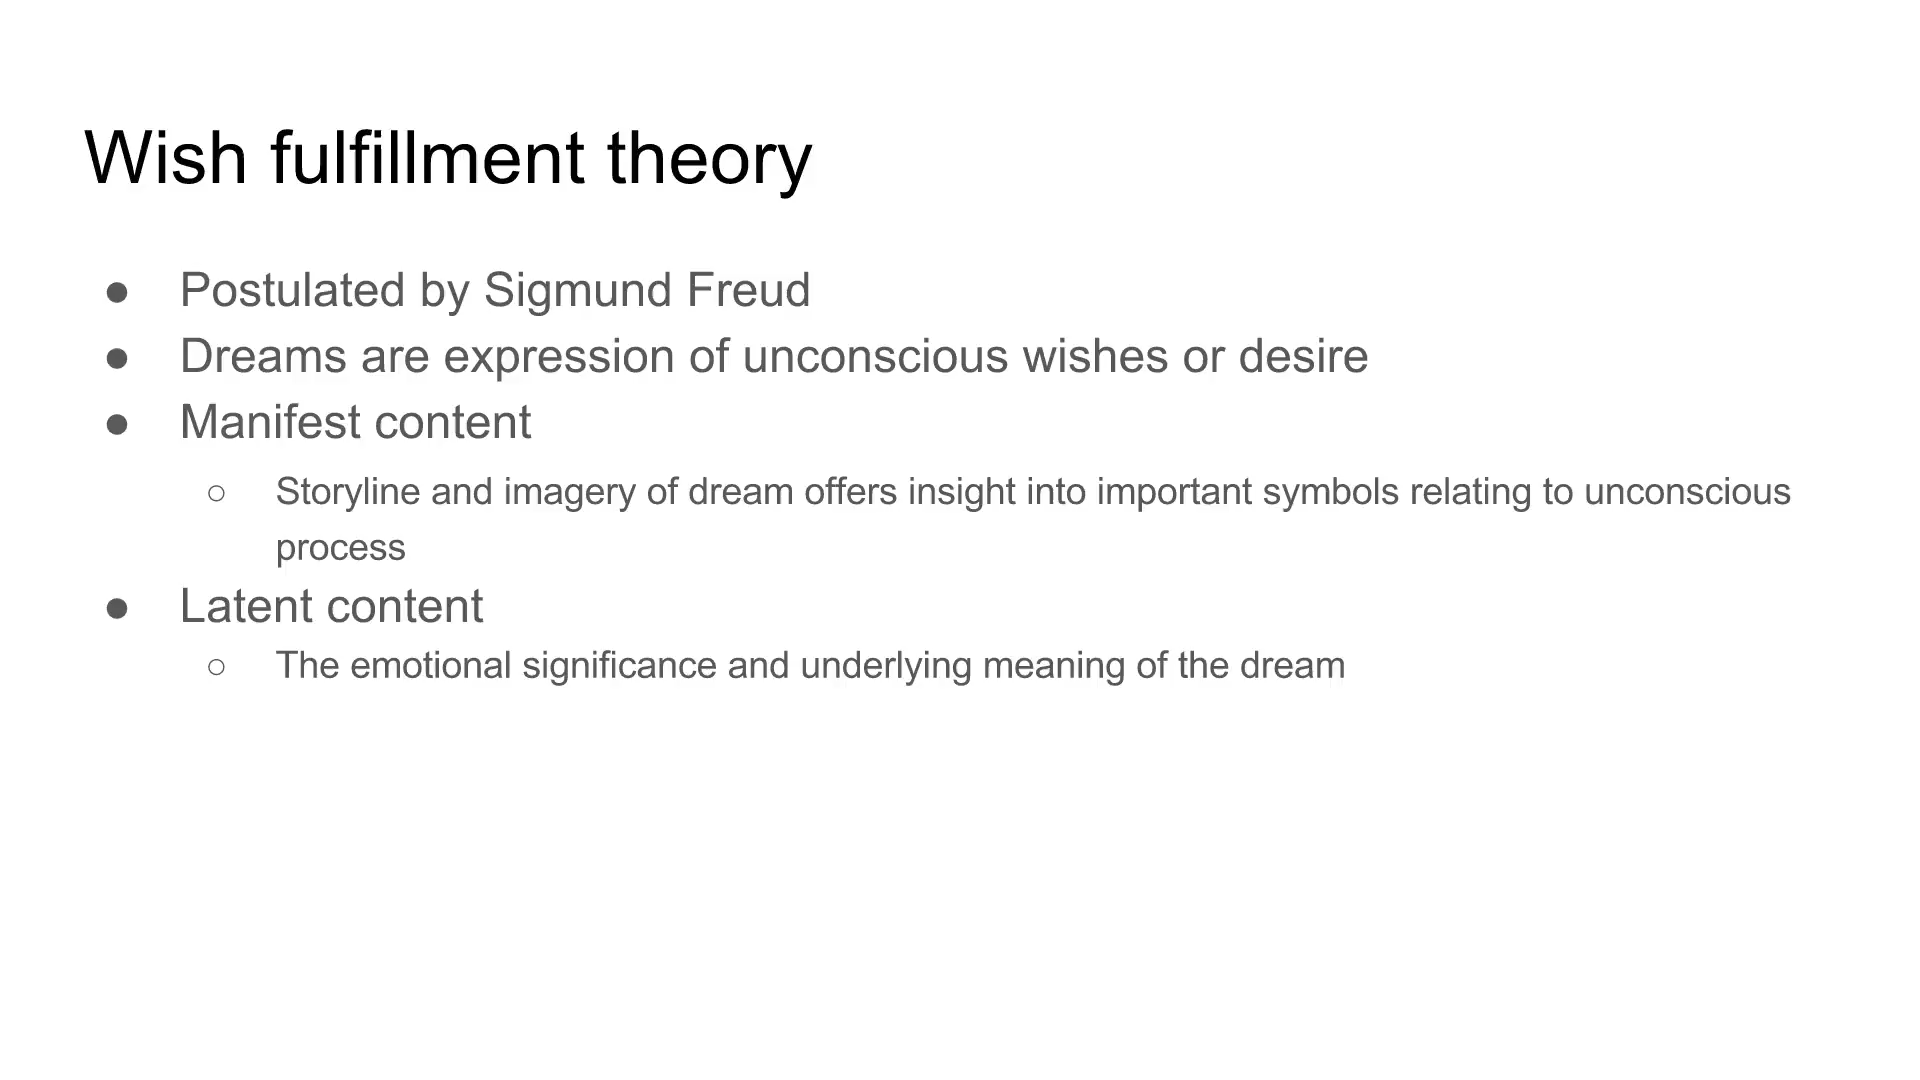 Wish fulfillment theory
● Postulated by Sigmund Freud
● Dreams are expression of unconscious wishes or desire
● Manifest content
○ Storyline and imagery of dream offers insight into important symbols relating to unconscious
process
● Latent content
○ The emotional significance and underlying meaning of the dream